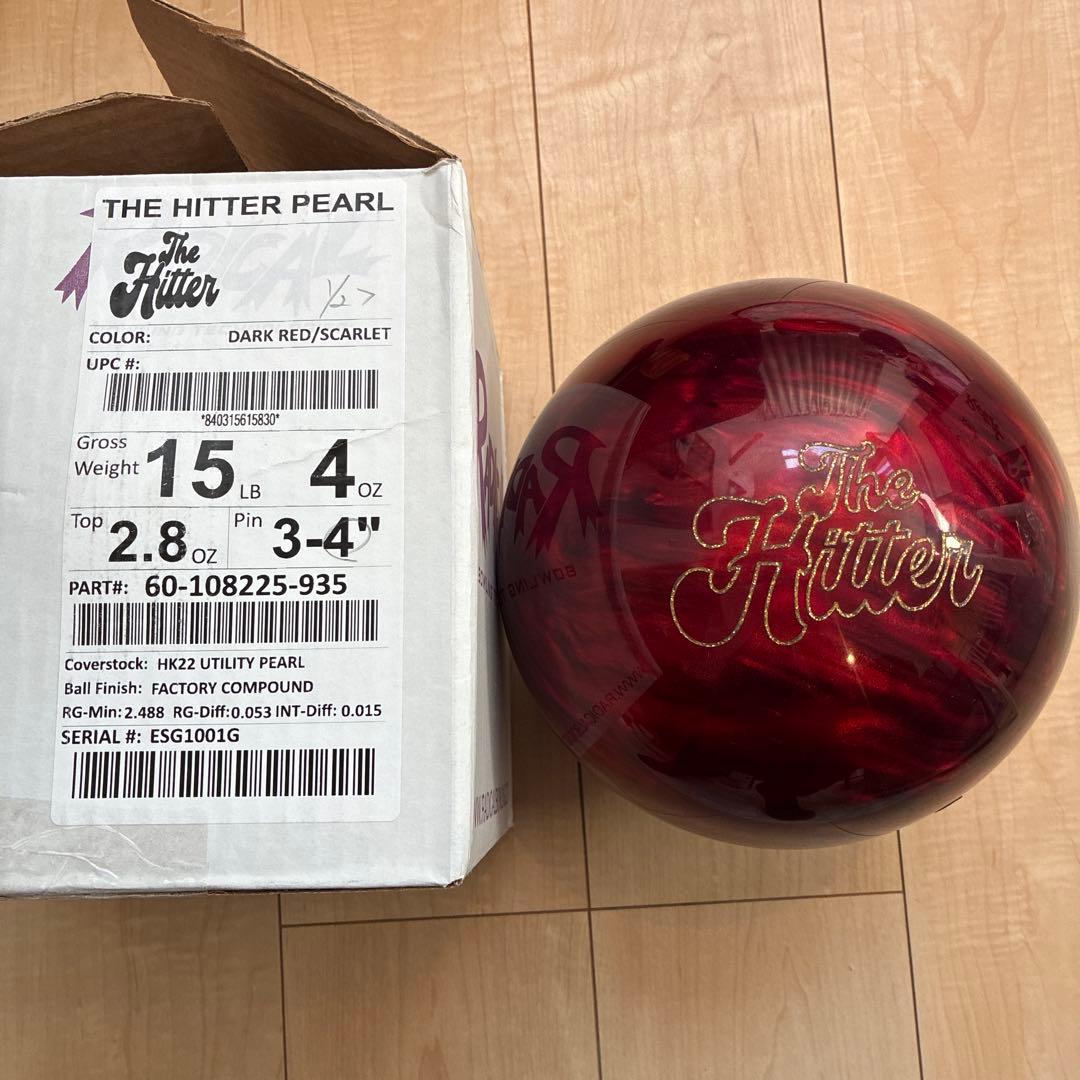 THE HITTER PEARL
The
Hitter
1/27
COLOR: DARK RED/SCARLET
UPC #:
*840315615830*
Gross Weight 15 LB 4 OZ
Top 2.8 OZ Pin 3-4"
PART#: 60-108225-935
Coverstock: HK22 UTILITY PEARL
Ball Finish: FACTORY COMPOUND
RG-Min: 2.488 RG-Diff: 0.053 INT-Diff: 0.015
SERIAL #: ESG1001G
The
Hitter